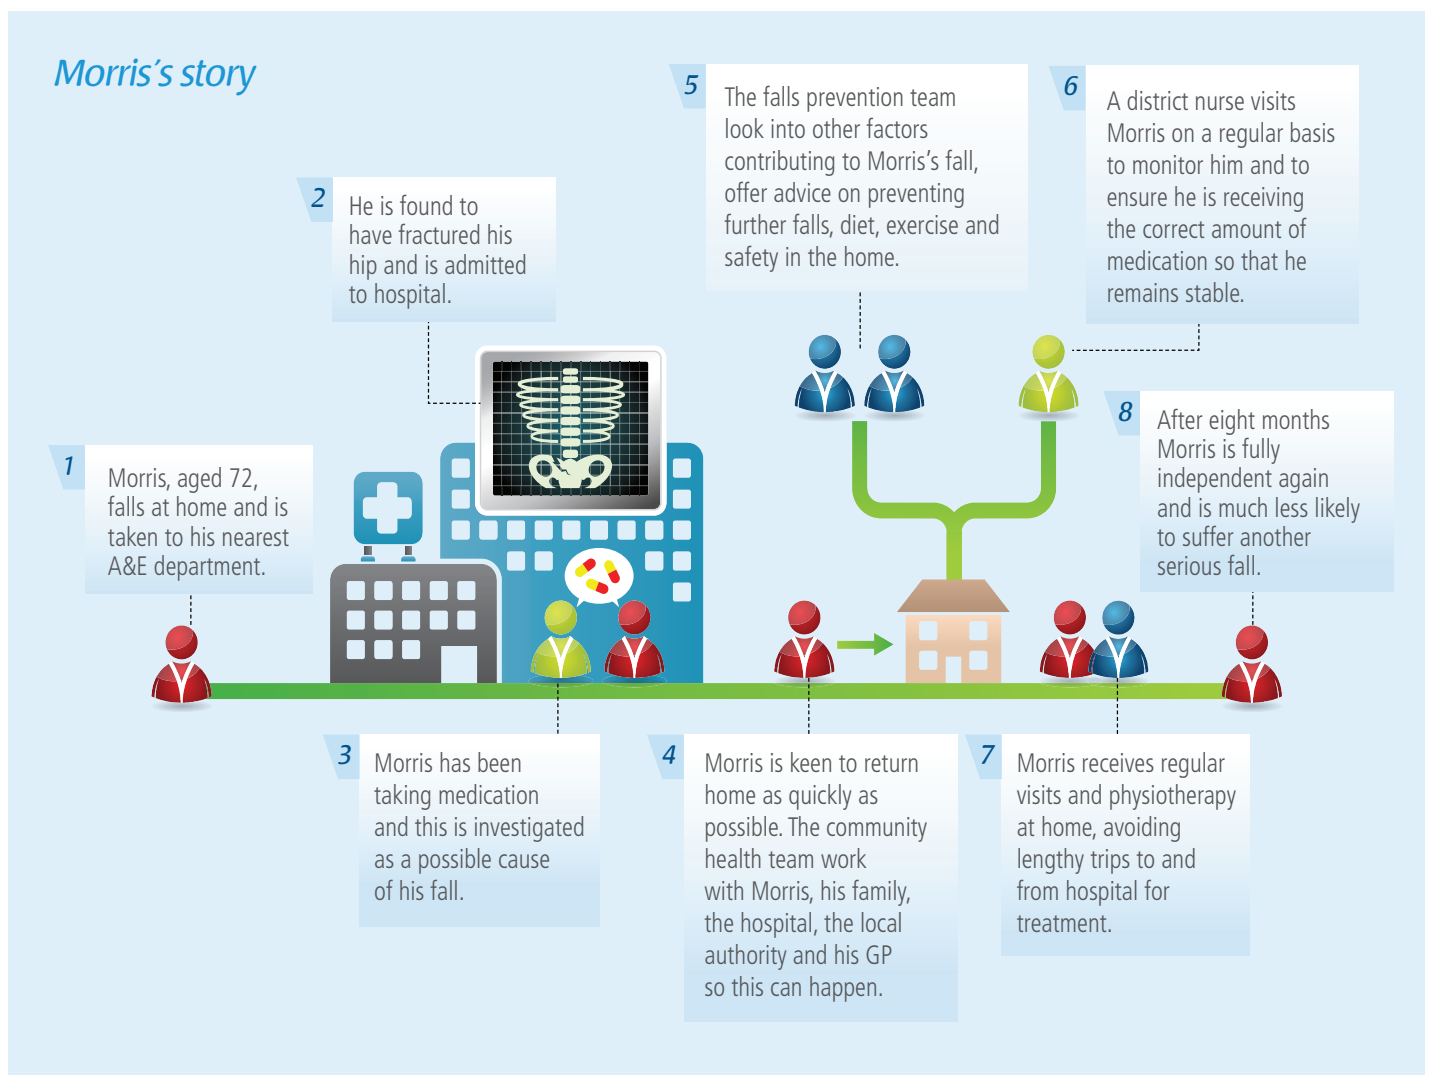 Morris's story
1
Morris, aged 72,
falls at home and is
taken to his nearest
A&E department.
2
He is found to
have fractured his
hip and is admitted
to hospital.
3
Morris has been
taking medication
and this is investigated
as a possible cause
of his fall.
4
Morris is keen to return
home as quickly as
possible. The community
health team work
with Morris, his family,
the hospital, the local
authority and his GP
so this can happen.
5
The falls prevention team
look into other factors
contributing to Morris's fall,
offer advice on preventing
further falls, diet, exercise and
safety in the home.
6
A district nurse visits
Morris on a regular basis
to monitor him and to
ensure he is receiving
the correct amount of
medication so that he
remains stable.
7
Morris receives regular
visits and physiotherapy
at home, avoiding
lengthy trips to and
from hospital for
treatment.
8
After eight months
Morris is fully
independent again
and is much less likely
to suffer another
serious fall.